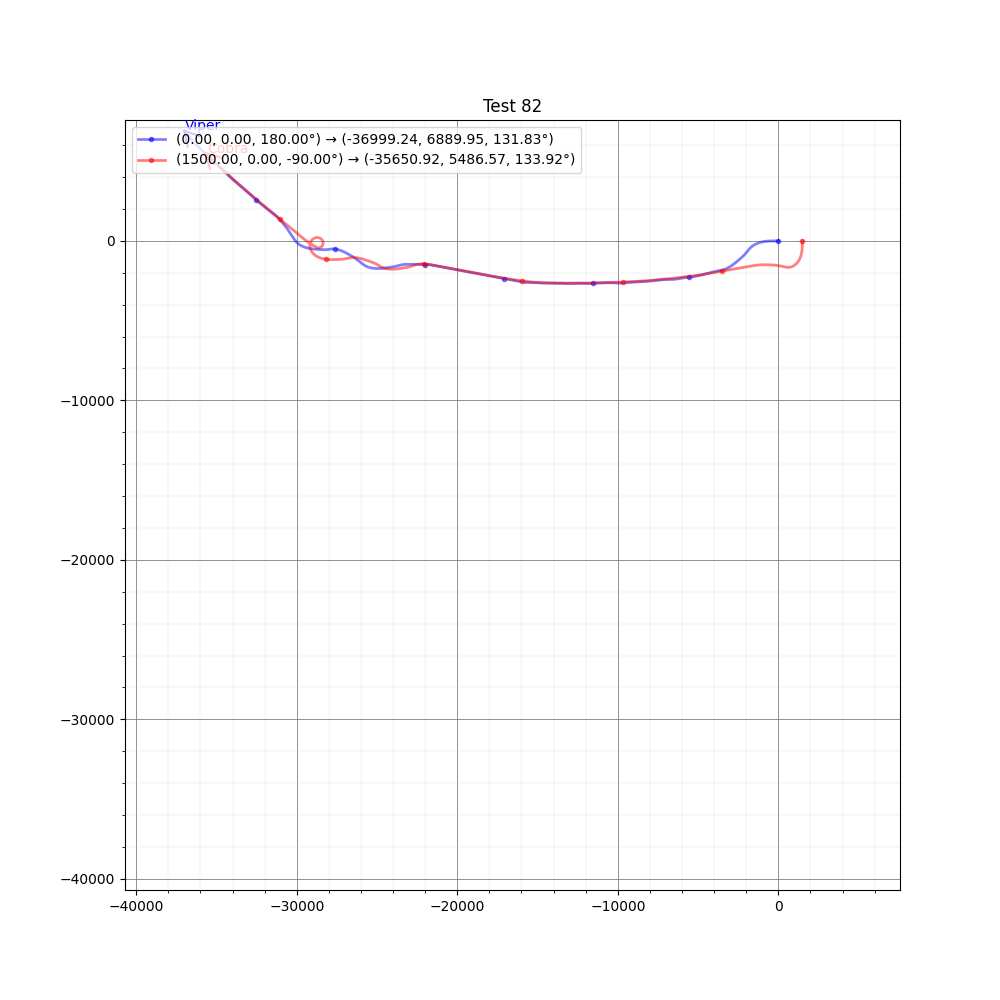 Test 82
Viper
Cobra
(0.00, 0.00, 180.00°) → (-36999.24, 6889.95, 131.83°)
(1500.00, 0.00, -90.00°) → (-35650.92, 5486.57, 133.92°)
0
−10000
−20000
−30000
−40000
−40000 −30000 −20000 −10000 0